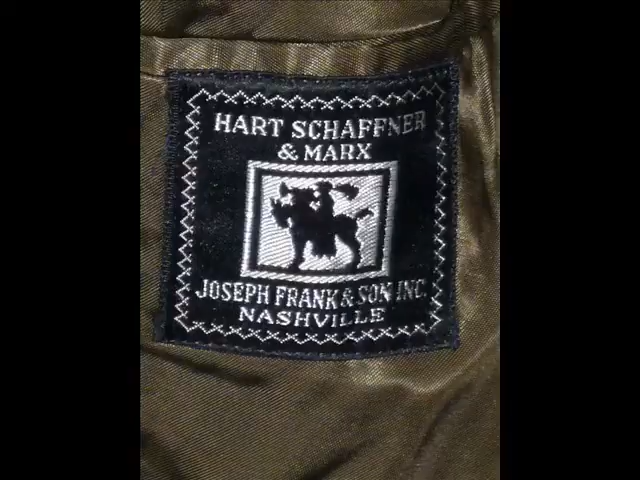 HART SCHAFFNER
& MARX
JOSEPH FRANK & SON INC.
NASHVILLE